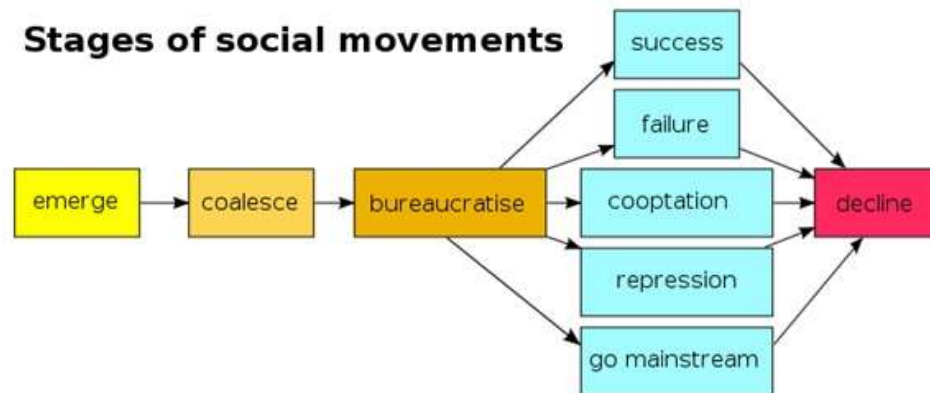 Stages of social movements
success
failure
emerge
coalesce
bureaucratise
cooptation
decline
repression
go mainstream